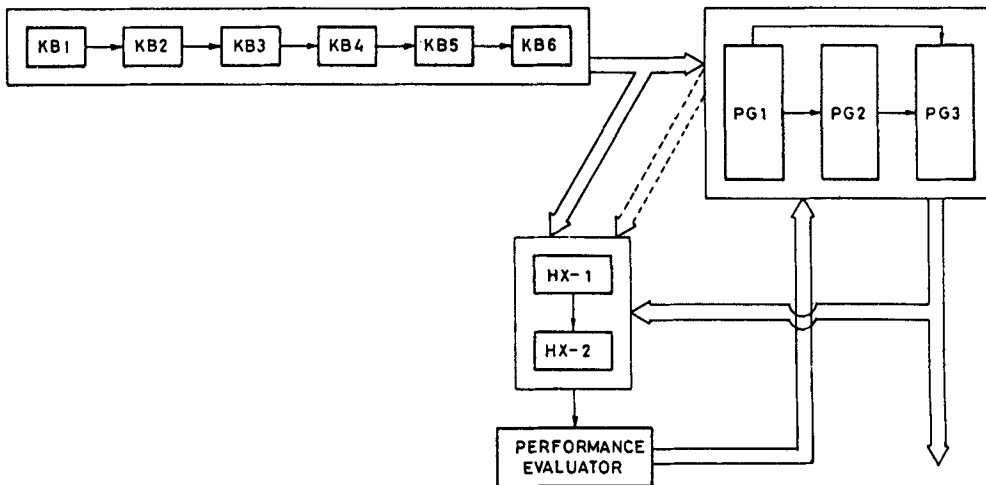 KB1
KB2
KB3
KB4
KB5
KB6
PG1
PG2
PG3
HX-1
HX-2
PERFORMANCE
EVALUATOR